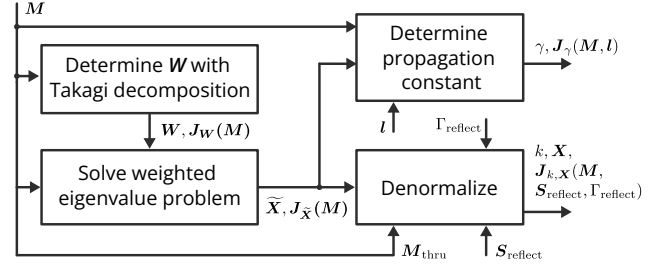 M
Determine W with
Takagi decomposition
W, J_W(M)
Solve weighted
eigenvalue problem
X̃, J_X̃(M)
Determine
propagation
constant
γ, J_γ(M, l)
l
Γ_reflect
Denormalize
k, X,
J_{k,X}(M,
S_reflect, Γ_reflect)
M_thru
S_reflect